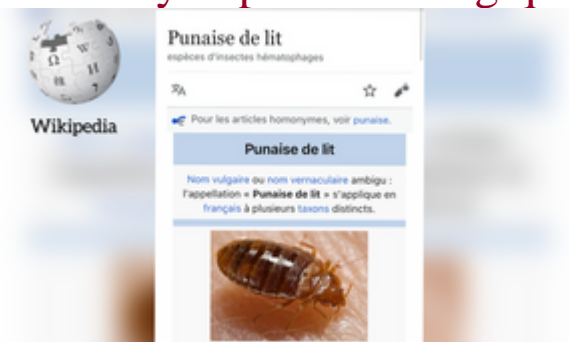 Wikipedia
Punaise de lit
espèces d'insectes hématophages
Pour les articles homonymes, voir punaise.
Punaise de lit
Nom vulgaire ou nom vernaculaire ambigu :
l'appellation « Punaise de lit » s'applique en
français à plusieurs taxons distincts.